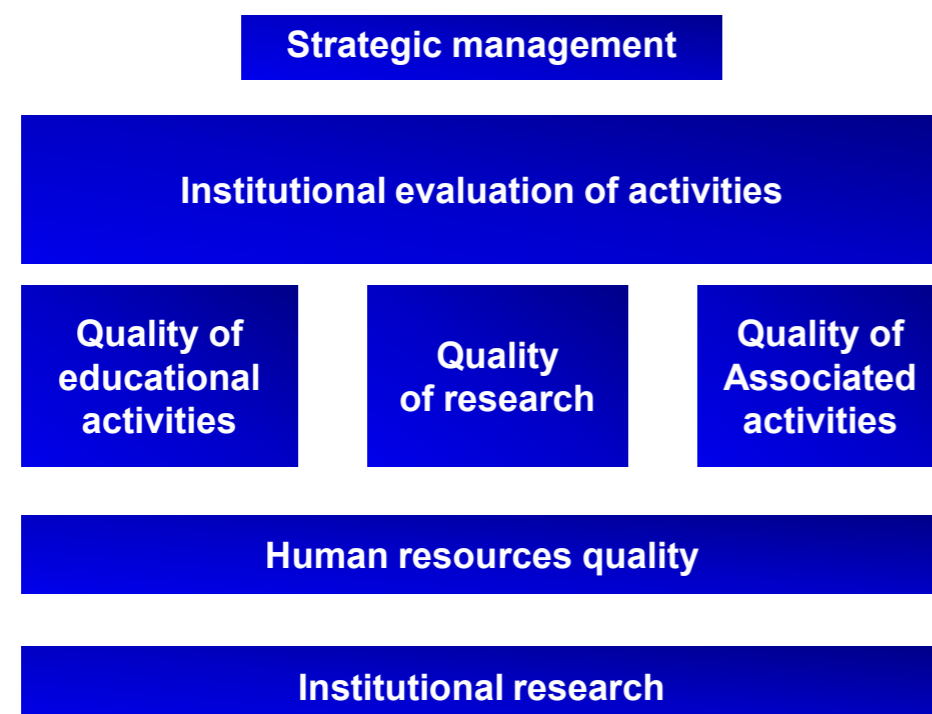 Strategic management
Institutional evaluation of activities
Quality of
educational
activities
Quality
of research
Quality of
Associated
activities
Human resources quality
Institutional research